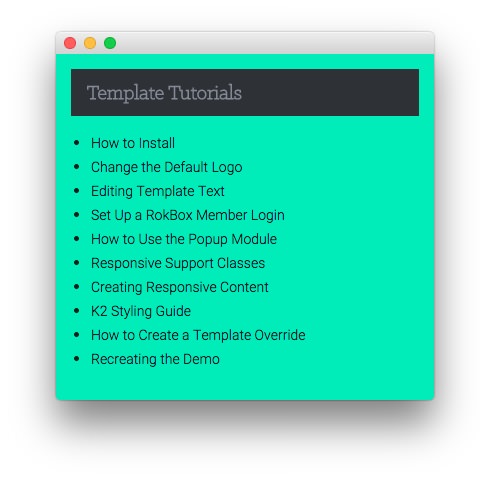 Template Tutorials
How to Install
Change the Default Logo
Editing Template Text
Set Up a RokBox Member Login
How to Use the Popup Module
Responsive Support Classes
Creating Responsive Content
K2 Styling Guide
How to Create a Template Override
Recreating the Demo